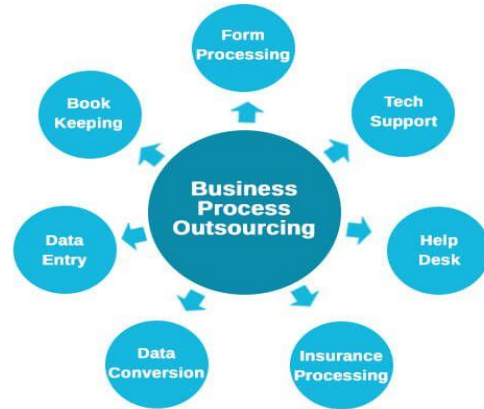 Form
Processing
Book
Keeping
Tech
Support
Business
Process
Outsourcing
Data
Entry
Help
Desk
Data
Conversion
Insurance
Processing